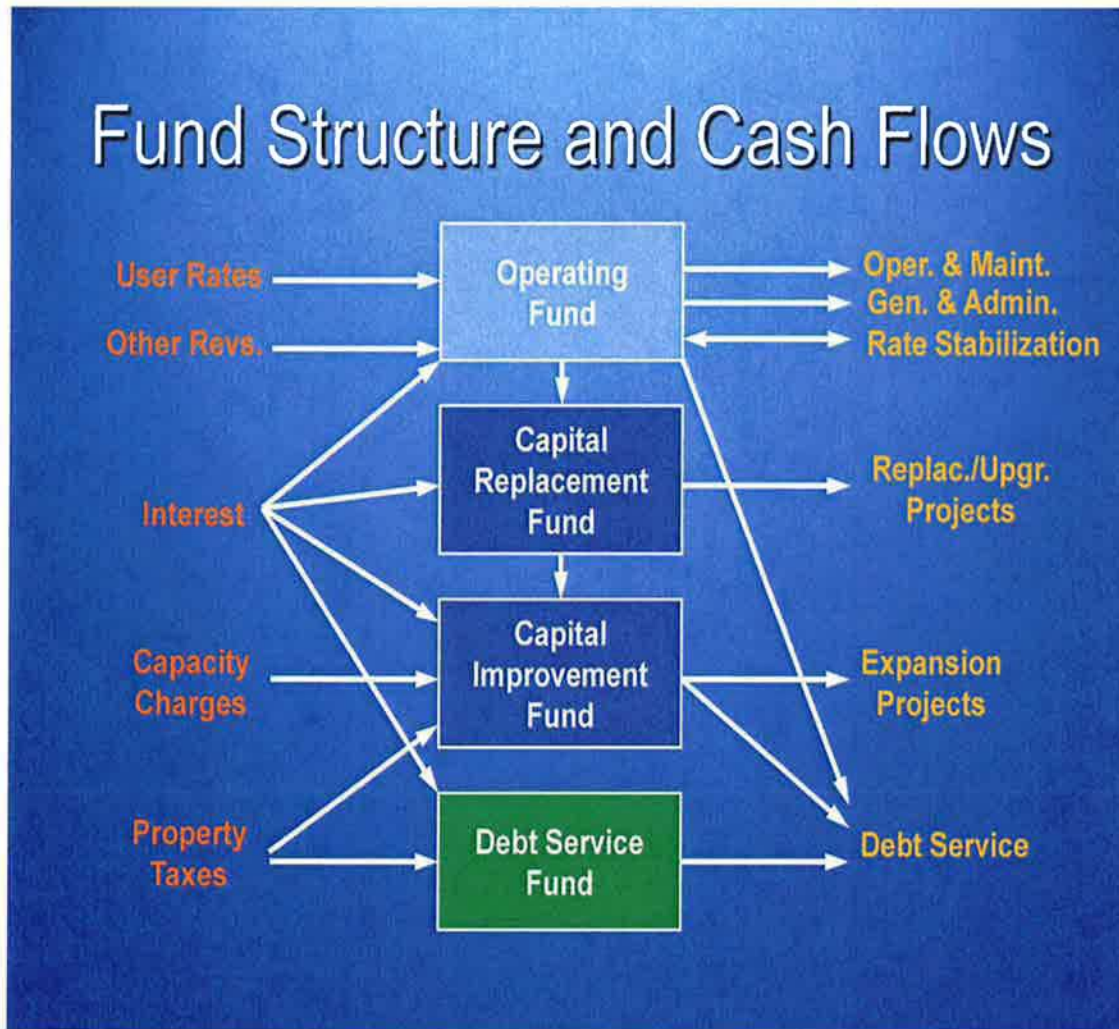 Fund Structure and Cash Flows
User Rates
Other Revs.
Interest
Capacity
Charges
Property
Taxes
Operating
Fund
Capital
Replacement
Fund
Capital
Improvement
Fund
Debt Service
Fund
Oper. & Maint.
Gen. & Admin.
Rate Stabilization
Replac./Upgr.
Projects
Expansion
Projects
Debt Service